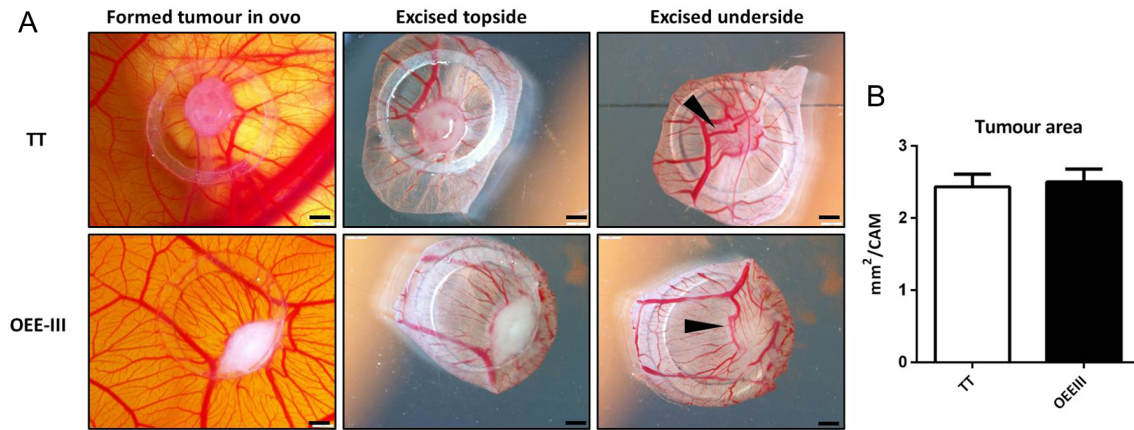 A
Formed tumour in ovo
Excised topside
Excised underside
TT
OEE-III
B
Tumour area
mm²/CAM
3
2
1
0
TT
OEEIII